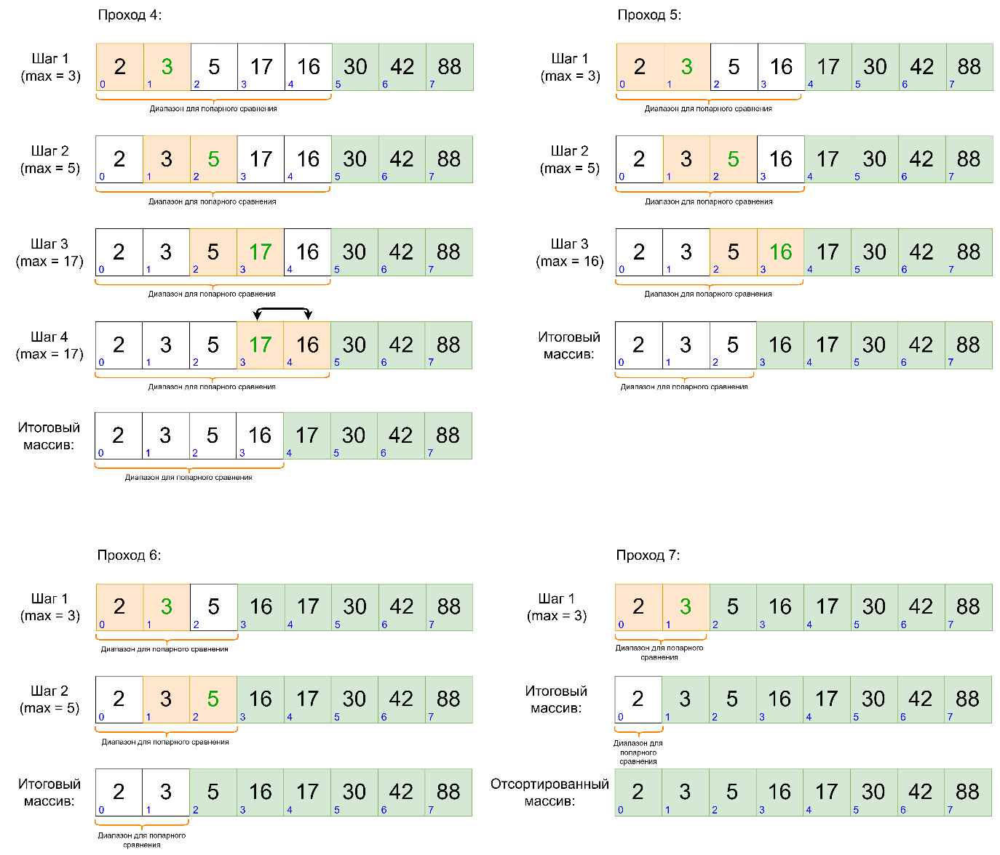 Проход 4:
Шаг 1
(max = 3)
2 3 5 17 16 30 42 88
0 1 2 3 4 5 6 7
Диапазон для попарного сравнения
Шаг 2
(max = 5)
2 3 5 17 16 30 42 88
0 1 2 3 4 5 6 7
Диапазон для попарного сравнения
Шаг 3
(max = 17)
2 3 5 17 16 30 42 88
0 1 2 3 4 5 6 7
Диапазон для попарного сравнения
Шаг 4
(max = 17)
2 3 5 17 16 30 42 88
0 1 2 3 4 5 6 7
Диапазон для попарного сравнения
Итоговый
массив:
2 3 5 16 17 30 42 88
0 1 2 3 4 5 6 7
Диапазон для попарного сравнения
Проход 5:
Шаг 1
(max = 3)
2 3 5 16 17 30 42 88
0 1 2 3 4 5 6 7
Диапазон для попарного сравнения
Шаг 2
(max = 5)
2 3 5 16 17 30 42 88
0 1 2 3 4 5 6 7
Диапазон для попарного сравнения
Шаг 3
(max = 16)
2 3 5 16 17 30 42 88
0 1 2 3 4 5 6 7
Диапазон для попарного сравнения
Итоговый
массив:
2 3 5 16 17 30 42 88
0 1 2 3 4 5 6 7
Диапазон для попарного сравнения
Проход 6:
Шаг 1
(max = 3)
2 3 5 16 17 30 42 88
0 1 2 3 4 5 6 7
Диапазон для попарного сравнения
Шаг 2
(max = 5)
2 3 5 16 17 30 42 88
0 1 2 3 4 5 6 7
Диапазон для попарного сравнения
Итоговый
массив:
2 3 5 16 17 30 42 88
0 1 2 3 4 5 6 7
Диапазон для попарного
сравнения
Проход 7:
Шаг 1
(max = 3)
2 3 5 16 17 30 42 88
0 1 2 3 4 5 6 7
Диапазон для попарного
сравнения
Итоговый
массив:
2 3 5 16 17 30 42 88
0 1 2 3 4 5 6 7
Диапазон для
попарного
сравнения
Отсортированный
массив:
2 3 5 16 17 30 42 88
0 1 2 3 4 5 6 7